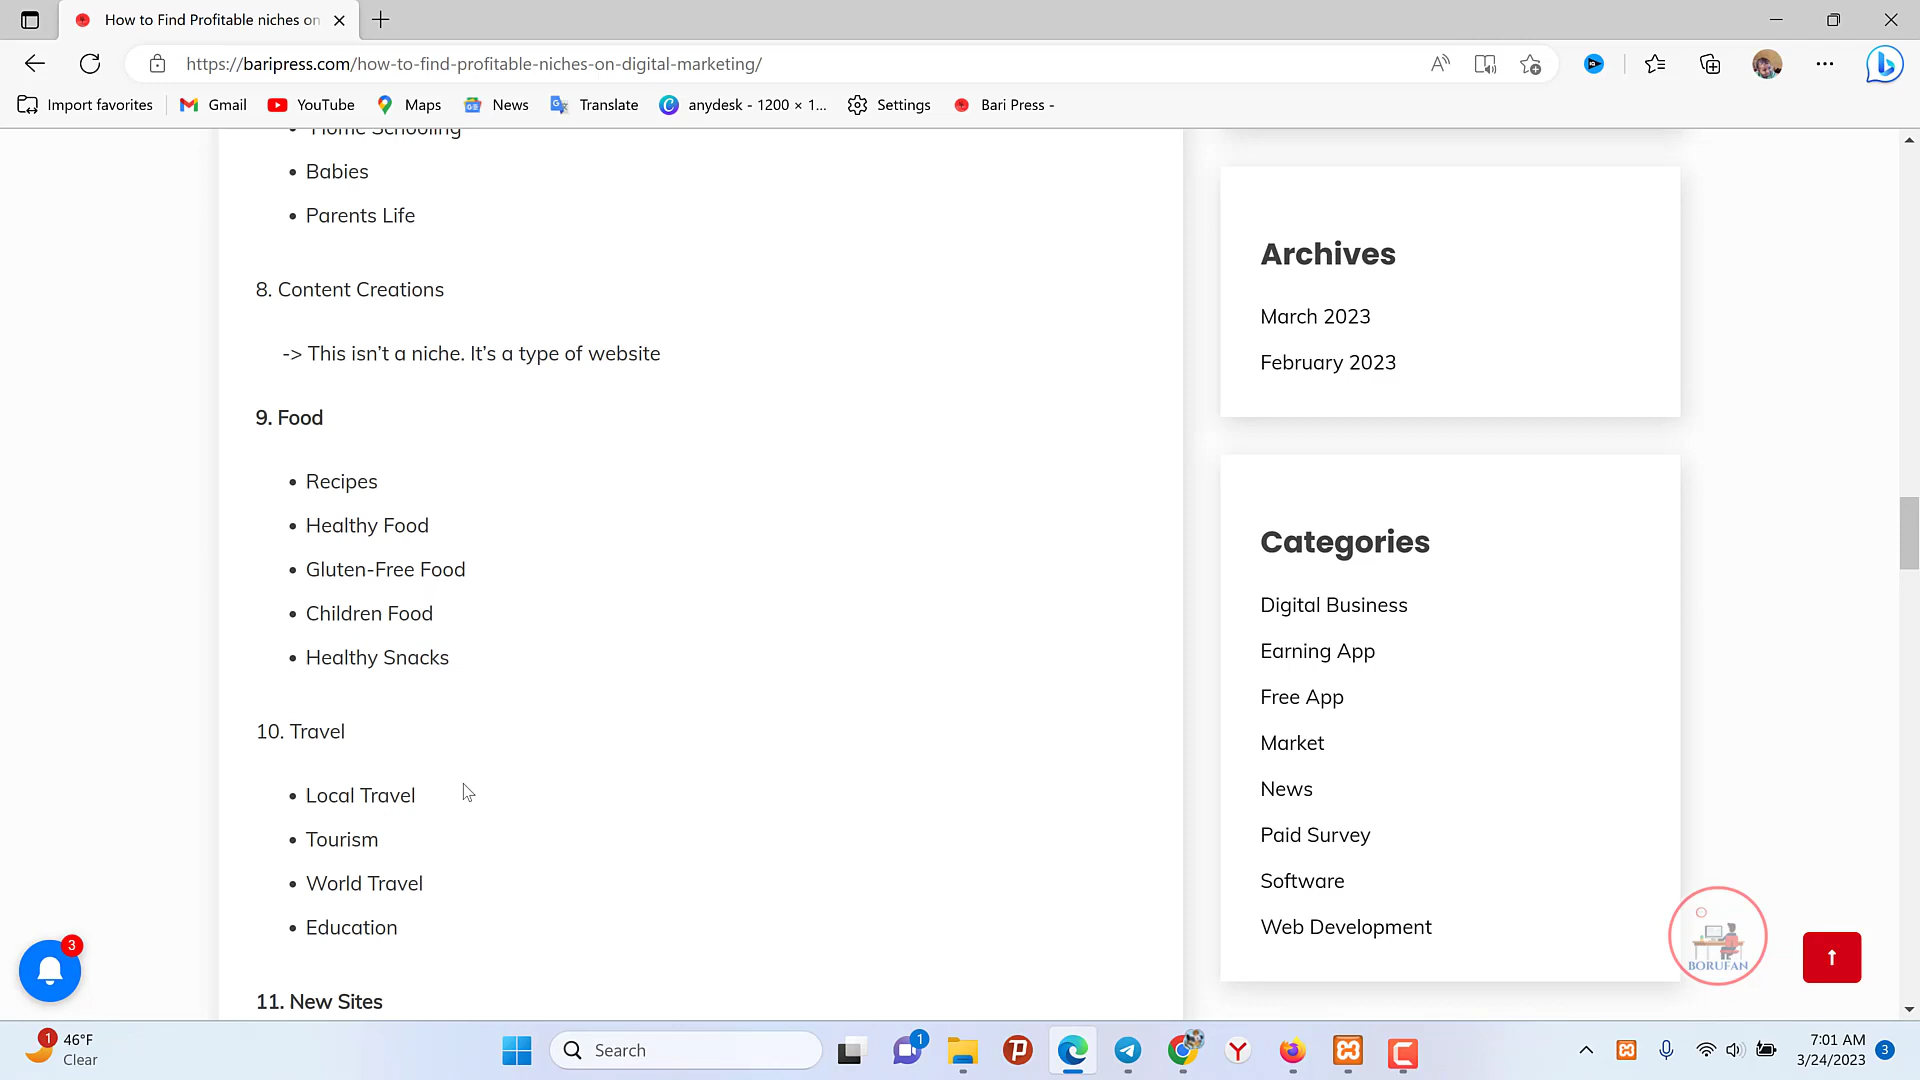 How to Find Profitable niches on
https://baripress.com/how-to-find-profitable-niches-on-digital-marketing/
Import favorites
Gmail
YouTube
Maps
News
Translate
anydesk - 1200 × 1...
Settings
Bari Press -
Home Schooling
Babies
Parents Life
8. Content Creations
-> This isn’t a niche. It’s a type of website
9. Food
Recipes
Healthy Food
Gluten-Free Food
Children Food
Healthy Snacks
10. Travel
Local Travel
Tourism
World Travel
Education
11. New Sites
Archives
March 2023
February 2023
Categories
Digital Business
Earning App
Free App
Market
News
Paid Survey
Software
Web Development
BORUFAN
3
1
46°F
Clear
Search
1
7:01 AM
3/24/2023
3